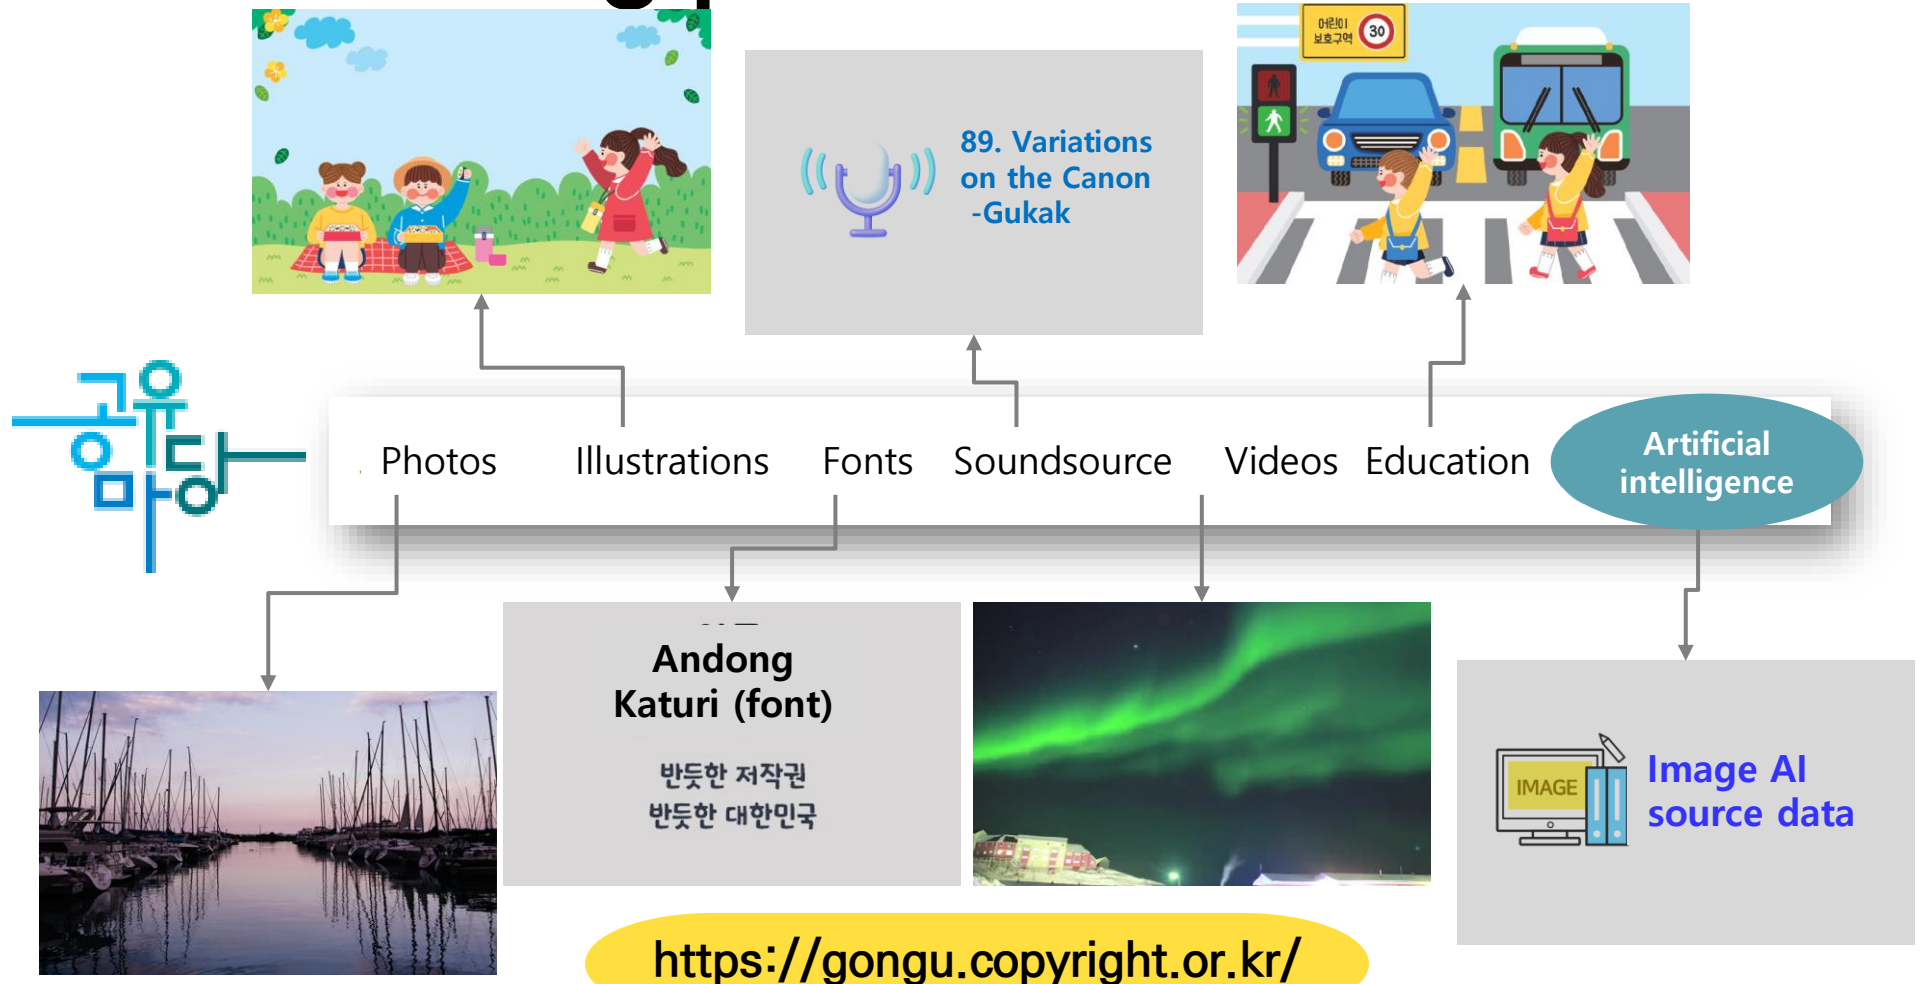 어린이
보호구역 30
89. Variations
on the Canon
-Gukak
공유
마당
Photos Illustrations Fonts Soundsource Videos Education Artificial
intelligence
Andong
Katuri (font)
반듯한 저작권
반듯한 대한민국
IMAGE
Image AI
source data
https://gongu.copyright.or.kr/